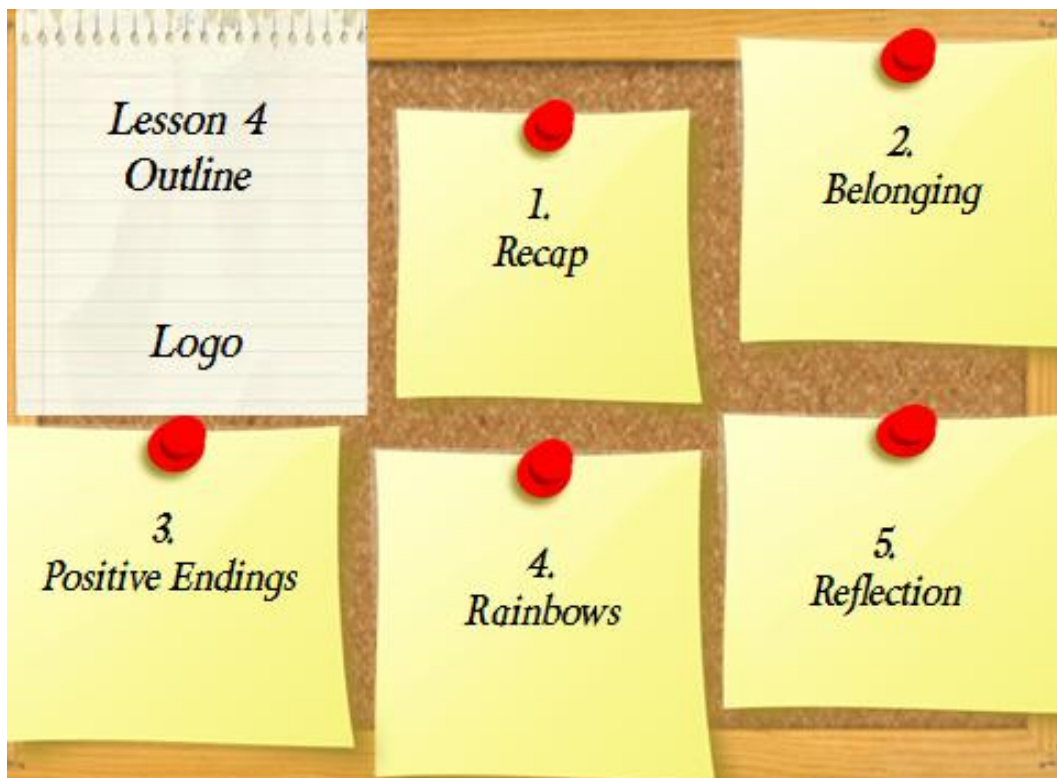 Lesson 4
Outline
Logo
1.
Recap
2.
Belonging
3.
Positive Endings
4.
Rainbows
5.
Reflection